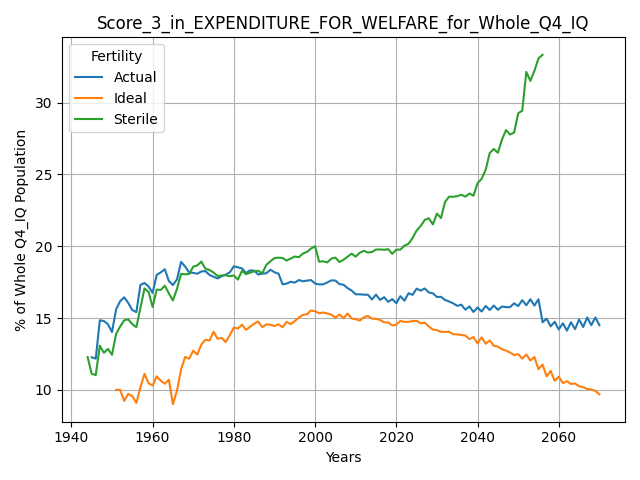 Score_3_in_EXPENDITURE_FOR_WELFARE_for_Whole_Q4_IQ
Fertility
Actual
Ideal
Sterile
% of Whole Q4_IQ Population
30
25
20
15
10
1940
1960
1980
2000
2020
2040
2060
Years